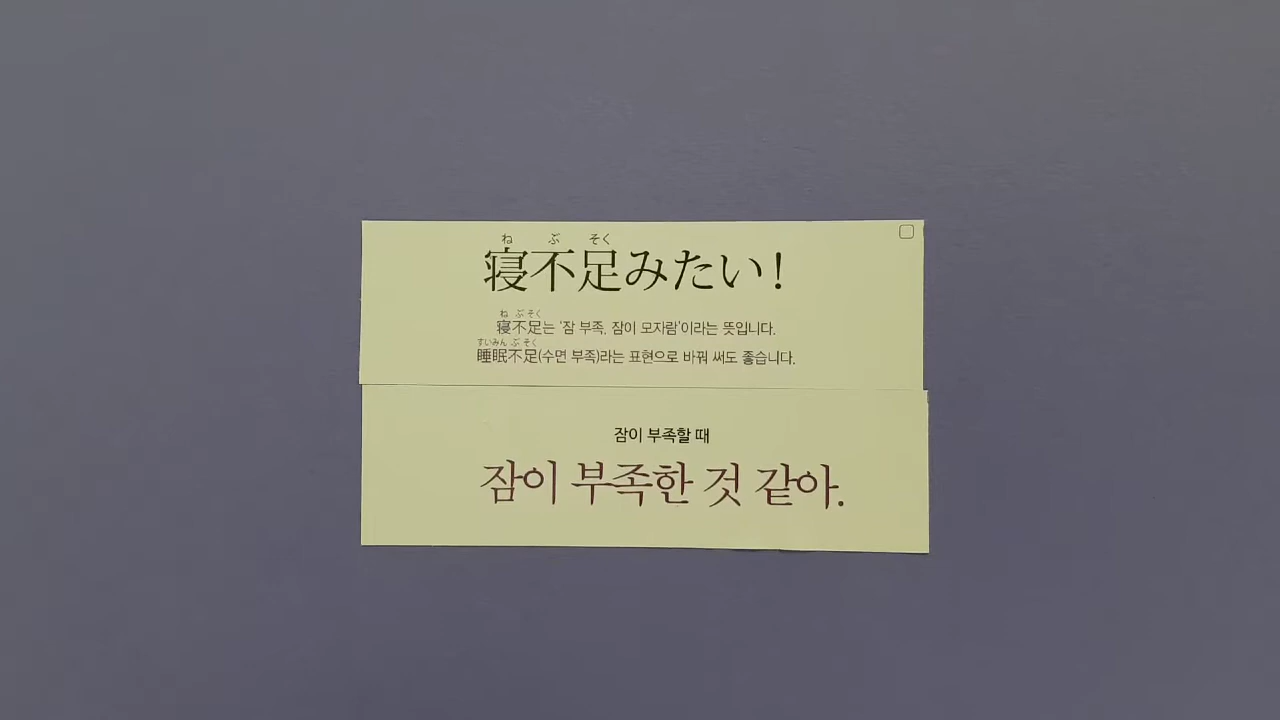 ね ぶ そく
寝不足みたい!
ね ぶ そく
寝不足는 '잠 부족, 잠이 모자람'이라는 뜻입니다.
すいみん ぶ そく
睡眠不足(수면 부족)라는 표현으로 바꿔 써도 좋습니다.
잠이 부족할 때
잠이 부족한 것 같아.